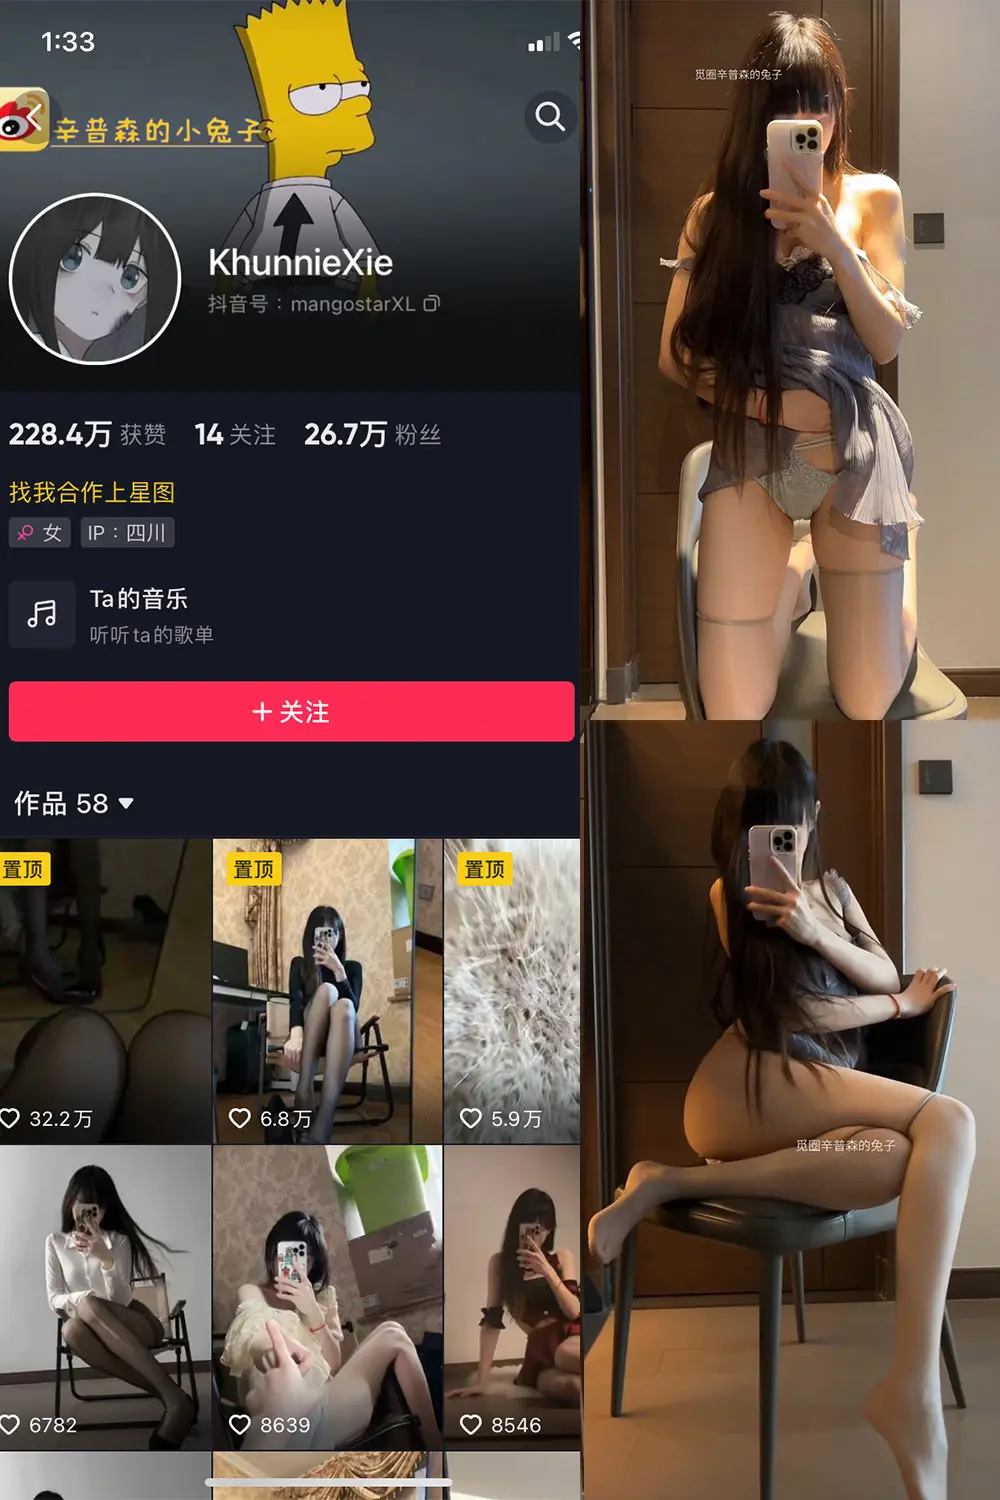 1:33
辛普森的小兔子
KhunnieXie
抖音号：mangostarXL
228.4万 获赞 14 关注 26.7万 粉丝
找我合作上星图
女 IP：四川
Ta的音乐
听听ta的歌单
+ 关注
作品 58
置顶 置顶 置顶
32.2万 6.8万 5.9万
6782 8639 8546
觅圈辛普森的兔子
觅圈辛普森的兔子